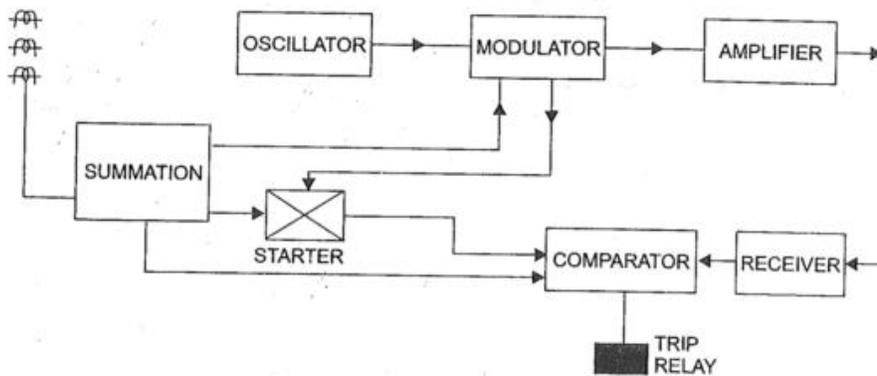 OSCILLATOR
MODULATOR
AMPLIFIER
SUMMATION
STARTER
COMPARATOR
RECEIVER
TRIP
RELAY